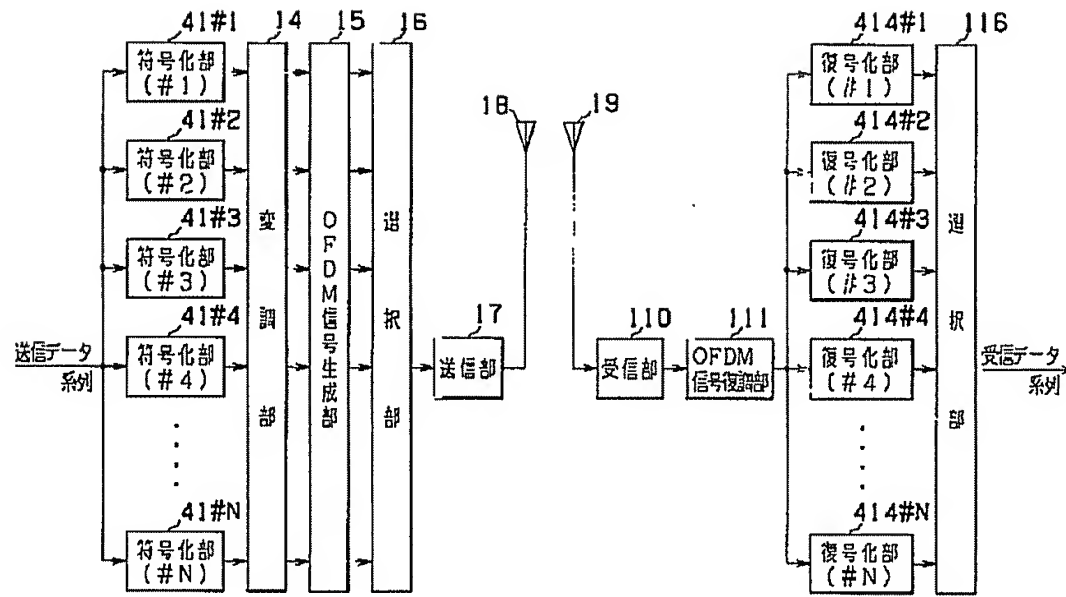 41#1
符号化部
(#1)
41#2
符号化部
(#2)
41#3
符号化部
(#3)
41#4
符号化部
(#4)
41#N
符号化部
(#N)
送信データ
系列
14
変調部
15
OFDM信号生成部
16
選択部
17
送信部
18
19
110
受信部
111
OFDM
信号復調部
414#1
復号化部
(#1)
414#2
復号化部
(#2)
414#3
復号化部
(#3)
414#4
復号化部
(#4)
414#N
復号化部
(#N)
116
選択部
受信データ
系列